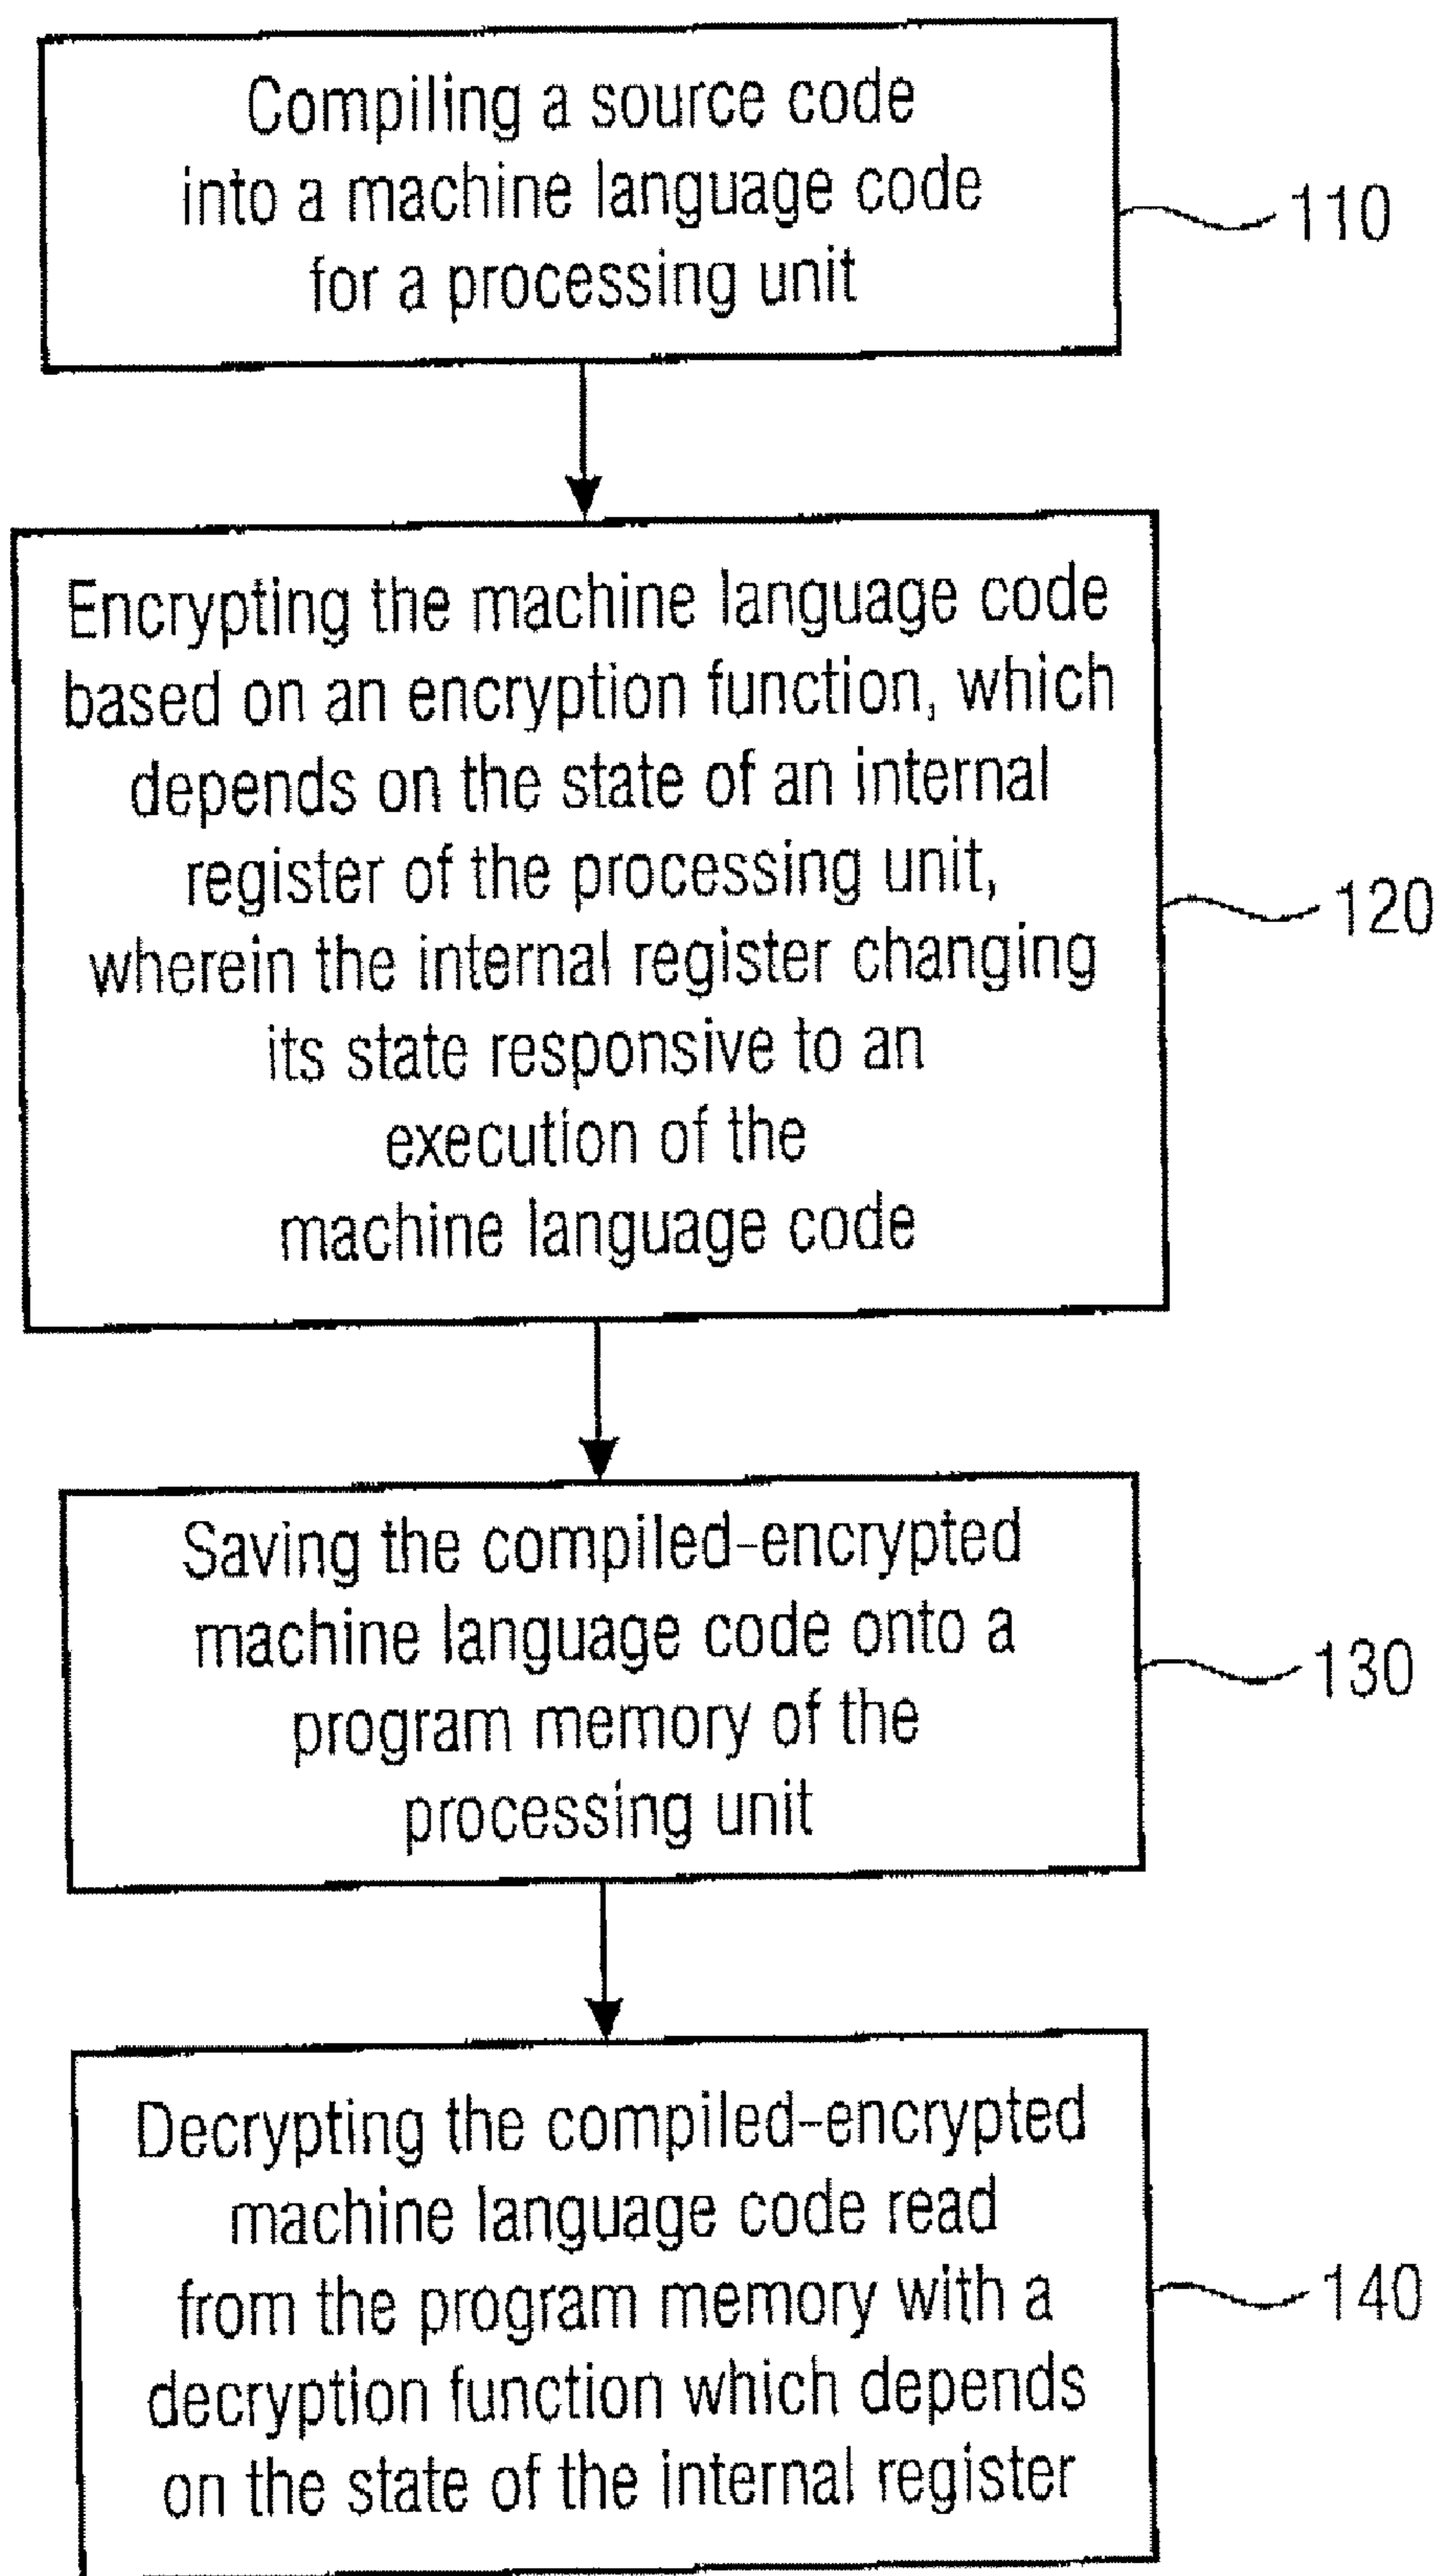 Compiling a source code
into a machine language code
for a processing unit
110
Encrypting the machine language code
based on an encryption function, which
depends on the state of an internal
register of the processing unit,
wherein the internal register changing
its state responsive to an
execution of the
machine language code
120
Saving the compiled-encrypted
machine language code onto a
program memory of the
processing unit
130
Decrypting the compiled-encrypted
machine language code read
from the program memory with a
decryption function which depends
on the state of the internal register
140